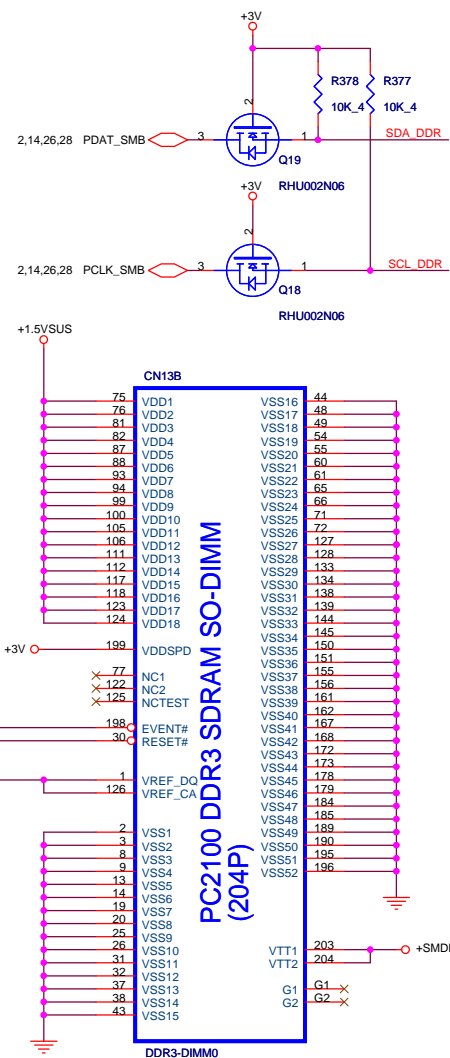 +3V
R378
R377
10K_4
10K_4
2
2,14,26,28 PDAT_SMB
3
1
SDA_DDR
Q19
RHU002N06
+3V
2
2,14,26,28 PCLK_SMB
3
1
SCL_DDR
Q18
RHU002N06
+1.5VSUS
CN13B
75 VDD1
76 VDD2
81 VDD3
82 VDD4
87 VDD5
88 VDD6
93 VDD7
94 VDD8
99 VDD9
100 VDD10
105 VDD11
106 VDD12
111 VDD13
112 VDD14
117 VDD15
118 VDD16
123 VDD17
124 VDD18
+3V
199 VDDSPD
77 NC1
122 NC2
125 NCTEST
198 EVENT#
30 RESET#
1 VREF_DQ
126 VREF_CA
2 VSS1
3 VSS2
8 VSS3
9 VSS4
13 VSS5
14 VSS6
19 VSS7
20 VSS8
25 VSS9
26 VSS10
31 VSS11
32 VSS12
37 VSS13
38 VSS14
43 VSS15
PC2100 DDR3 SDRAM SO-DIMM
(204P)
VSS16 44
VSS17 48
VSS18 49
VSS19 54
VSS20 55
VSS21 60
VSS22 61
VSS23 65
VSS24 66
VSS25 71
VSS26 72
VSS27 127
VSS28 128
VSS29 133
VSS30 134
VSS31 138
VSS32 139
VSS33 144
VSS34 145
VSS35 150
VSS36 151
VSS37 155
VSS38 156
VSS39 161
VSS40 162
VSS41 167
VSS42 168
VSS43 172
VSS44 173
VSS45 178
VSS46 179
VSS47 184
VSS48 185
VSS49 189
VSS50 190
VSS51 195
VSS52 196
VTT1 203
VTT2 204
+SMD
G1 G1
G2 G2
DDR3-DIMM0